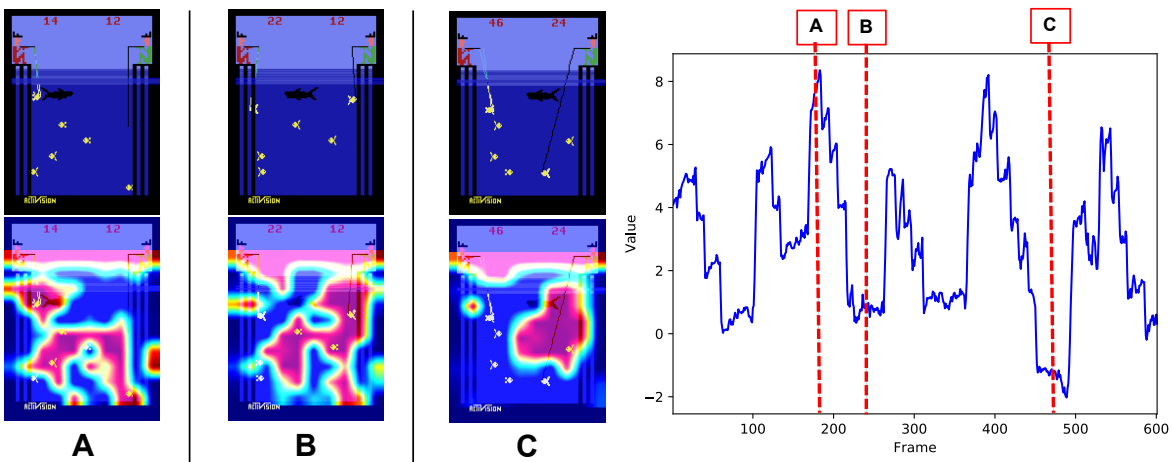 14 12
22 12
46 24
ACTIVISION
ACTIVISION
ACTIVISION
14 12
22 12
46 24
ACTIVISION
ACTIVISION
ACTIVISION
A
B
C
A
B
C
8
6
4
2
0
−2
Value
100
200
300
400
500
600
Frame